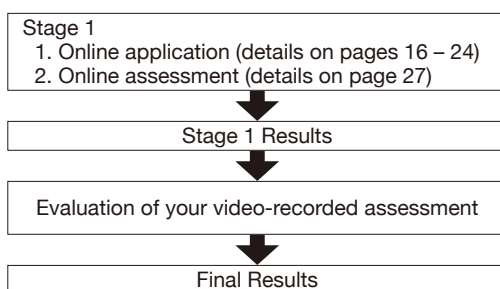 Stage 1
1. Online application (details on pages 16 – 24)
2. Online assessment (details on page 27)
Stage 1 Results
Evaluation of your video-recorded assessment
Final Results